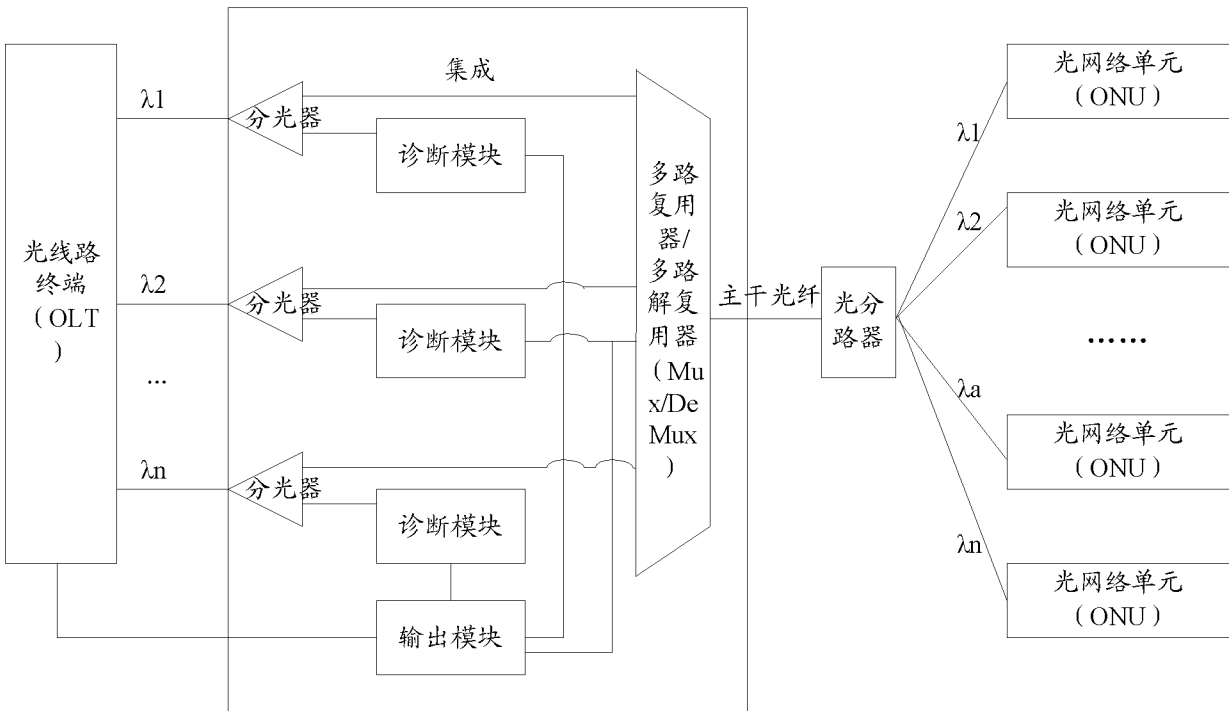 光线路
终端
（OLT
）
λ1
λ2
...
λn
集成
分光器
诊断模块
分光器
诊断模块
分光器
诊断模块
输出模块
多路
复用
器/
多路
解复
用器
（Mu
x/De
Mux
）
主干光纤
光分
路器
λ1
λ2
λa
λn
光网络单元
（ONU）
光网络单元
（ONU）
……
光网络单元
（ONU）
光网络单元
（ONU）